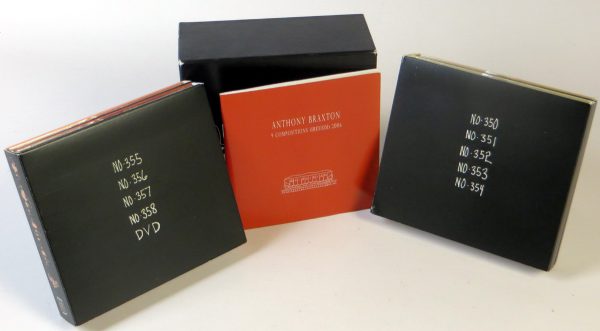 NO:355
NO:356
NO:357
NO:358
DVD
ANTHONY BRAXTON
9 COMPOSITIONS (IRIDIUM) 2006
NO:350
NO:351
NO:352
NO:353
NO:354